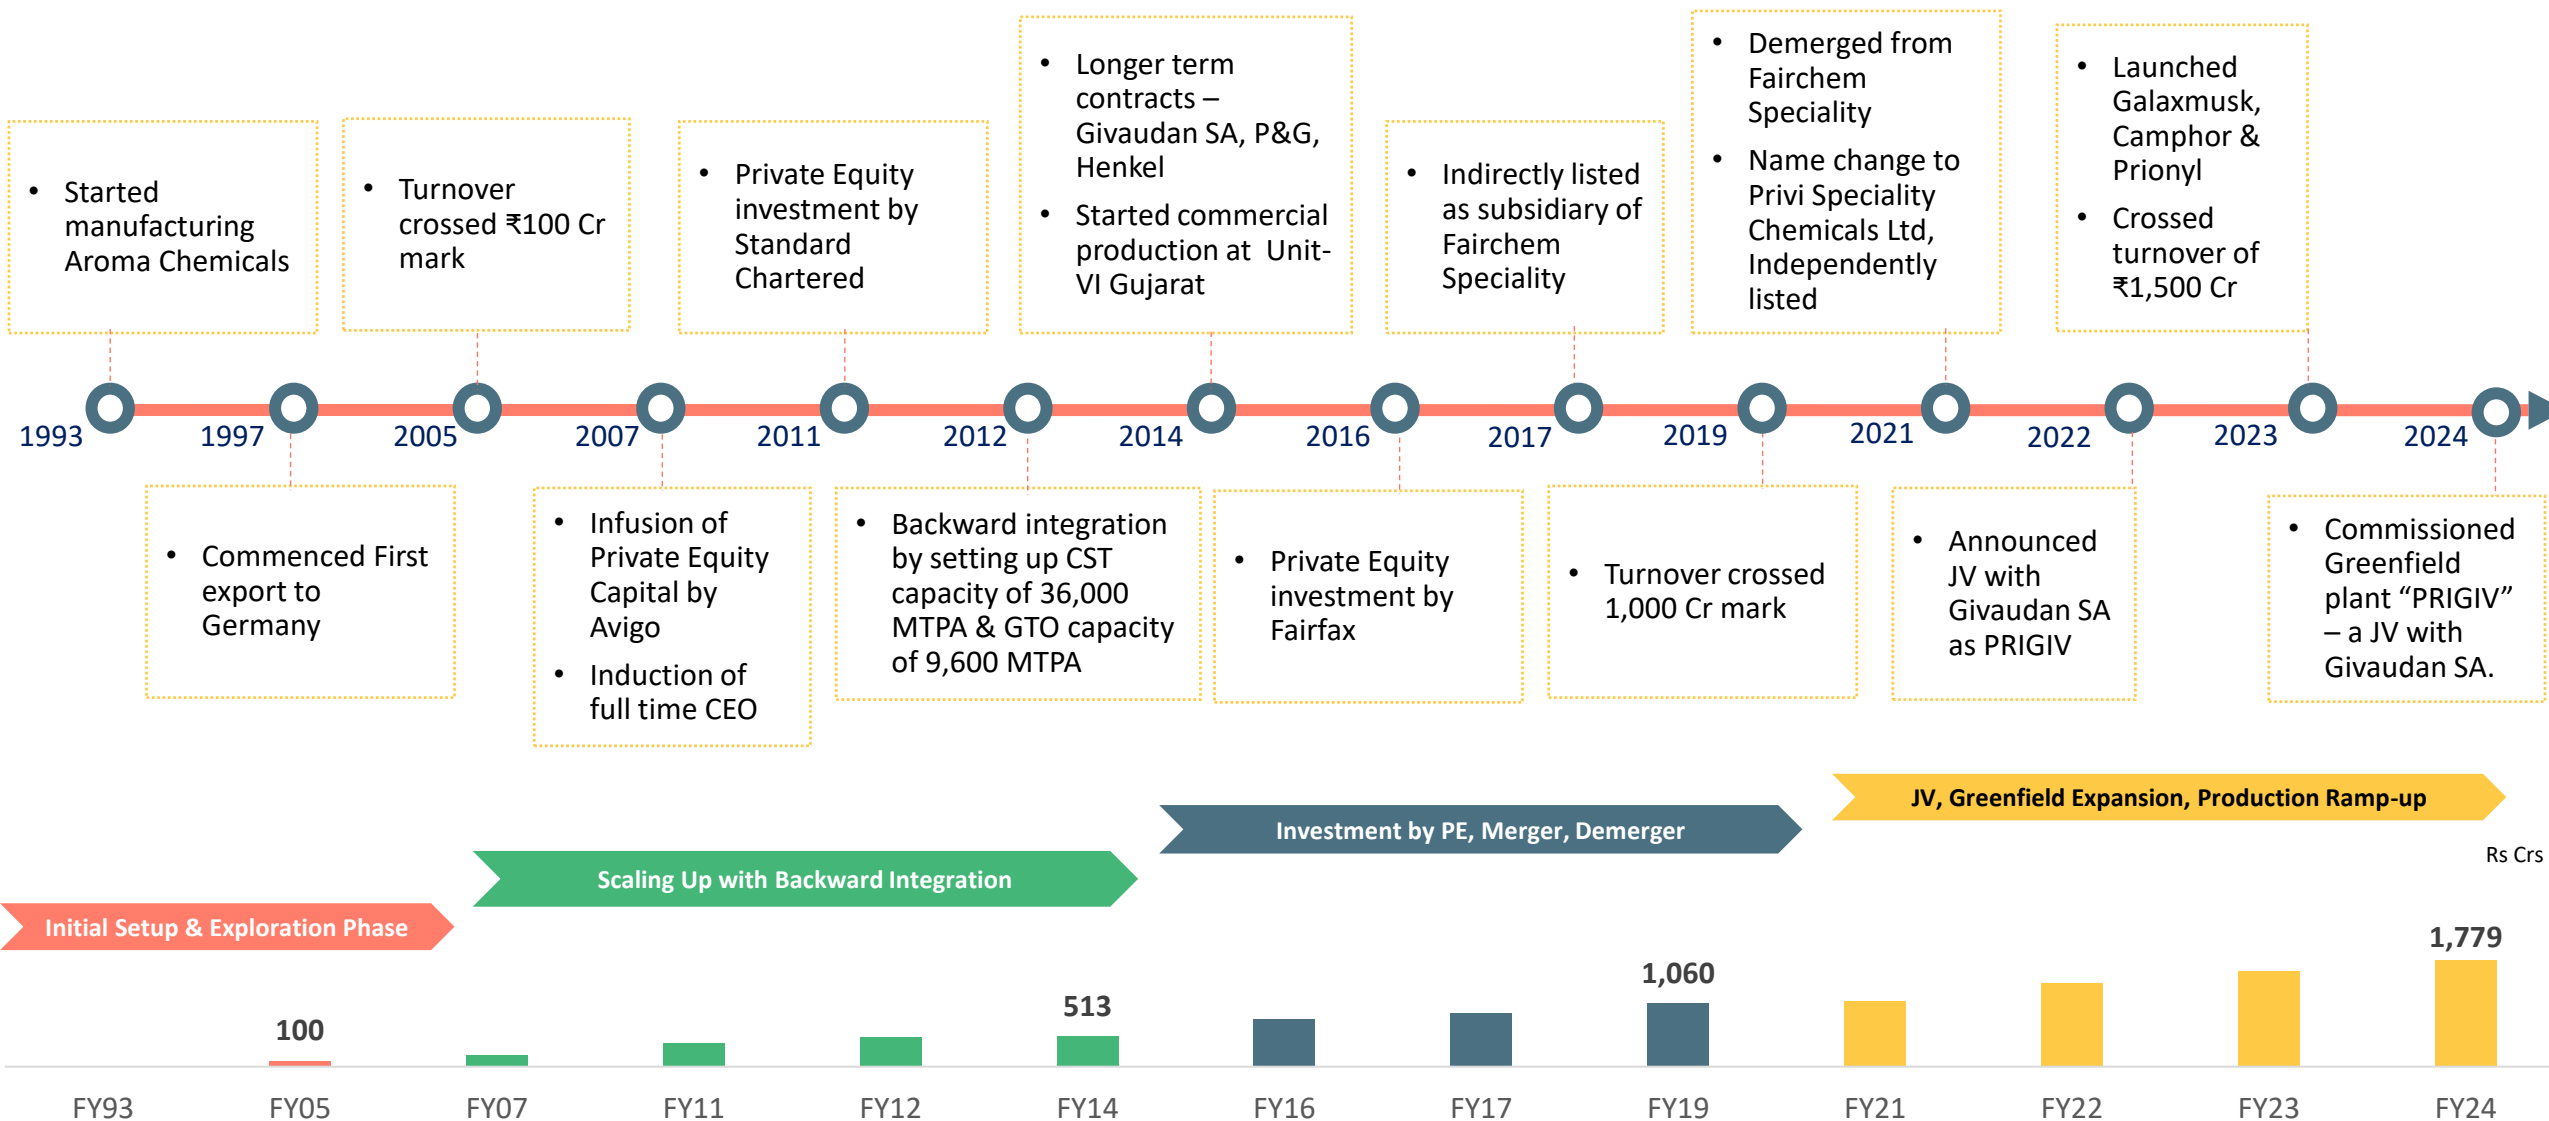 • Started
manufacturing
Aroma Chemicals
• Turnover
crossed ₹100 Cr
mark
• Private Equity
investment by
Standard
Chartered
• Longer term
contracts –
Givaudan SA, P&G,
Henkel
• Started commercial
production at Unit-
VI Gujarat
• Indirectly listed
as subsidiary of
Fairchem
Speciality
• Demerged from
Fairchem
Speciality
• Name change to
Privi Speciality
Chemicals Ltd,
Independently
listed
• Launched
Galaxmusk,
Camphor &
Prionyl
• Crossed
turnover of
₹1,500 Cr
1993 1997 2005 2007 2011 2012 2014 2016 2017 2019 2021 2022 2023 2024
• Commenced First
export to
Germany
• Infusion of
Private Equity
Capital by
Avigo
• Induction of
full time CEO
• Backward integration
by setting up CST
capacity of 36,000
MTPA & GTO capacity
of 9,600 MTPA
• Private Equity
investment by
Fairfax
• Turnover crossed
1,000 Cr mark
• Announced
JV with
Givaudan SA
as PRIGIV
• Commissioned
Greenfield
plant “PRIGIV”
– a JV with
Givaudan SA.
JV, Greenfield Expansion, Production Ramp-up
Investment by PE, Merger, Demerger
Rs Crs
Scaling Up with Backward Integration
Initial Setup & Exploration Phase
100 513 1,060 1,779
FY93 FY05 FY07 FY11 FY12 FY14 FY16 FY17 FY19 FY21 FY22 FY23 FY24